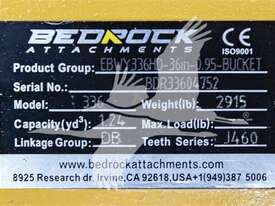 BEDROCK
ATTACHMENTS
CE
ISO9001
Product Group: EBWY336HD-36in-0.95-BUCKET
Serial No.: BDR33604752
Model: 336 Weight(lb): 2915
Capacity(yd³): 1.24 Max.Load(lb):
Linkage Group: DB Teeth Series: J460
www.bedrockattachments.com
8925 Research dr. Irvine,CA 92618,USA+1(949)387 5006